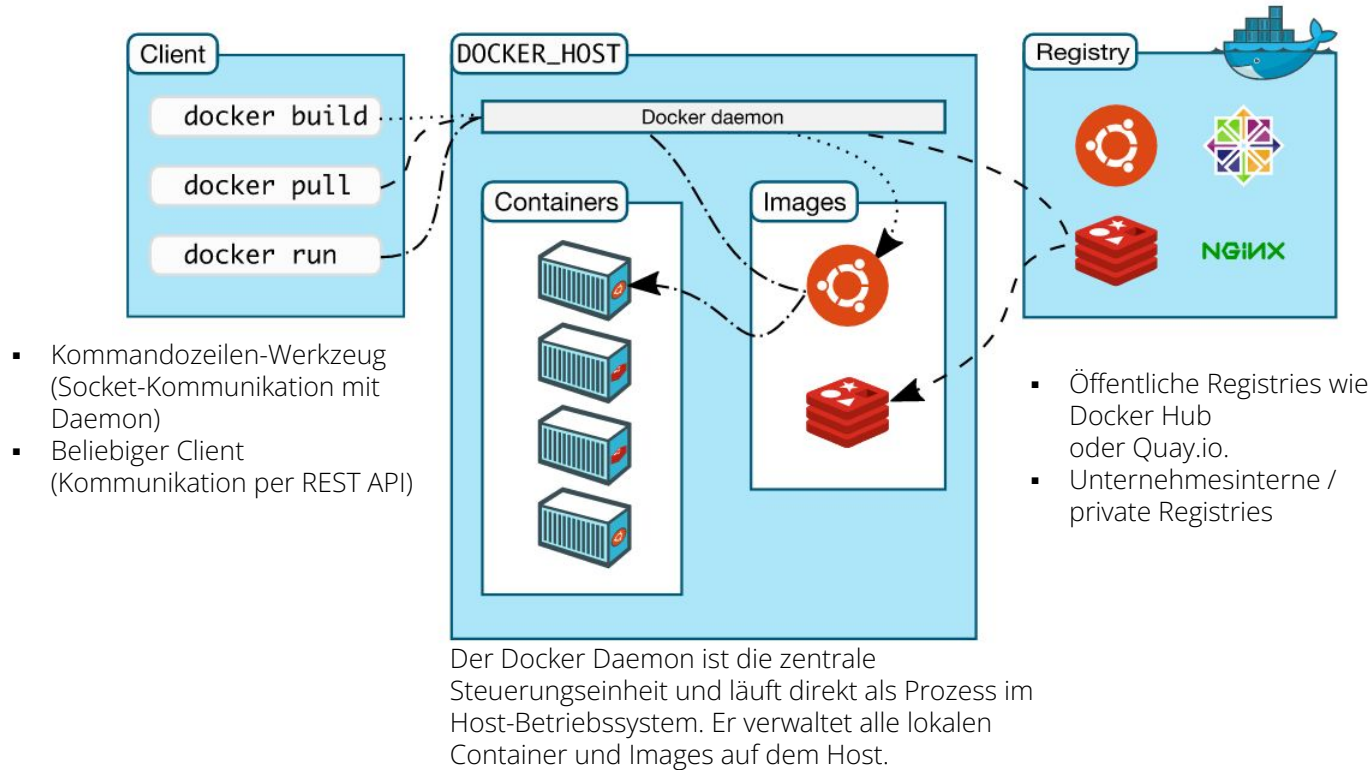 Client
docker build
docker pull
docker run
▪ Kommandozeilen-Werkzeug
(Socket-Kommunikation mit
Daemon)
▪ Beliebiger Client
(Kommunikation per REST API)
DOCKER_HOST
Docker daemon
Containers
Images
Der Docker Daemon ist die zentrale
Steuerungseinheit und läuft direkt als Prozess im
Host-Betriebssystem. Er verwaltet alle lokalen
Container und Images auf dem Host.
Registry
NGiNX
▪ Öffentliche Registries wie
Docker Hub
oder Quay.io.
▪ Unternehmesinterne /
private Registries